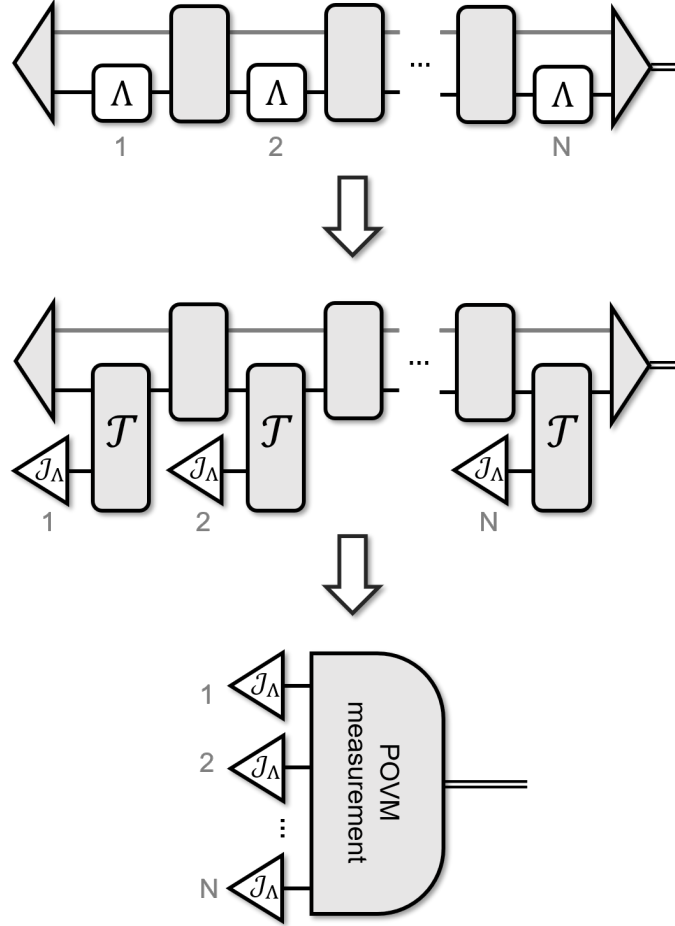 ...
Λ Λ Λ
1 2 N
...
𝒯 𝒯 𝒯
𝒥Λ 𝒥Λ 𝒥Λ
1 2 N
1 𝒥Λ
2 𝒥Λ
...
N 𝒥Λ
POVM
measurement